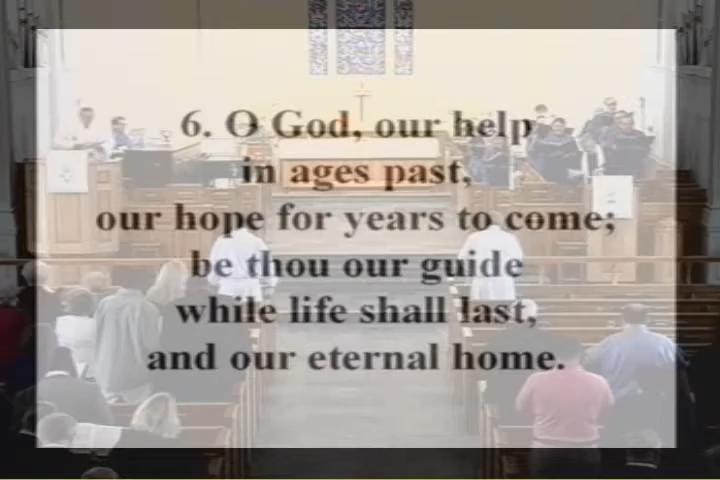 6. O God, our help
in ages past,
our hope for years to come;
be thou our guide
while life shall last,
and our eternal home.